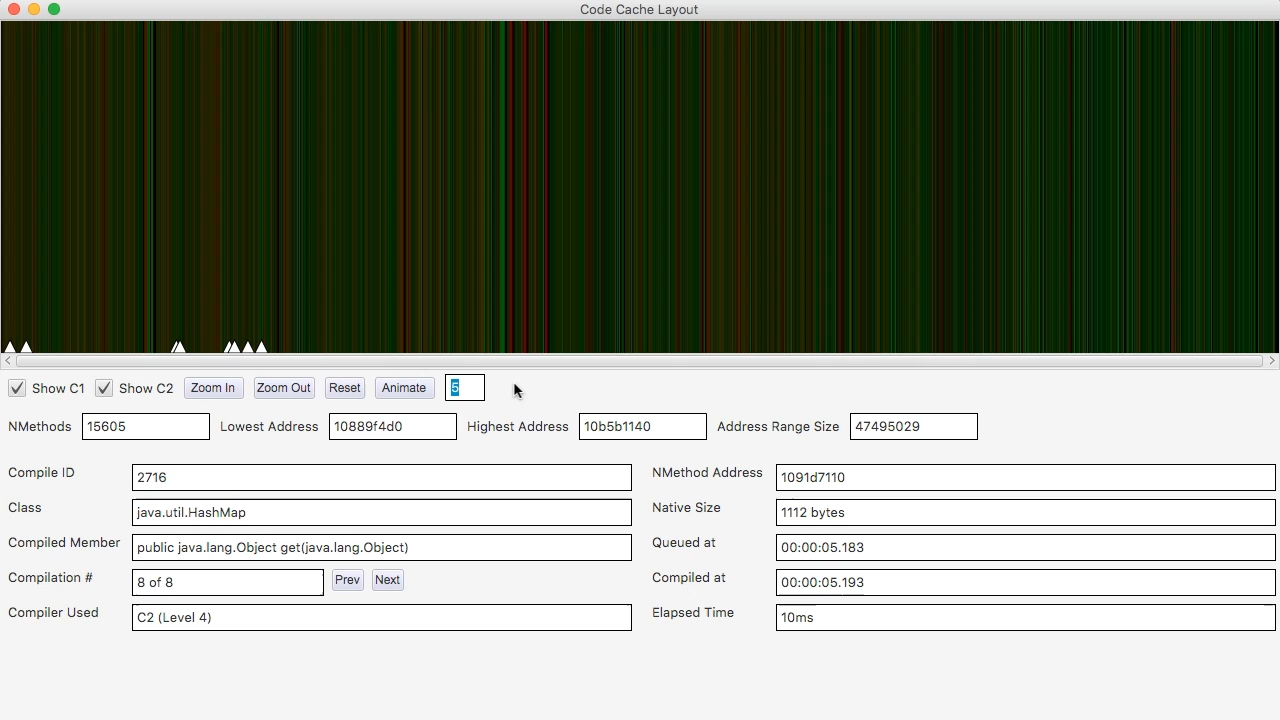 Code Cache Layout
Show C1 Show C2 Zoom In Zoom Out Reset Animate 5
NMethods 15605 Lowest Address 10889f4d0 Highest Address 10b5b1140 Address Range Size 47495029
Compile ID 2716 NMethod Address 1091d7110
Class java.util.HashMap Native Size 1112 bytes
Compiled Member public java.lang.Object get(java.lang.Object) Queued at 00:00:05.183
Compilation # 8 of 8 Prev Next Compiled at 00:00:05.193
Compiler Used C2 (Level 4) Elapsed Time 10ms